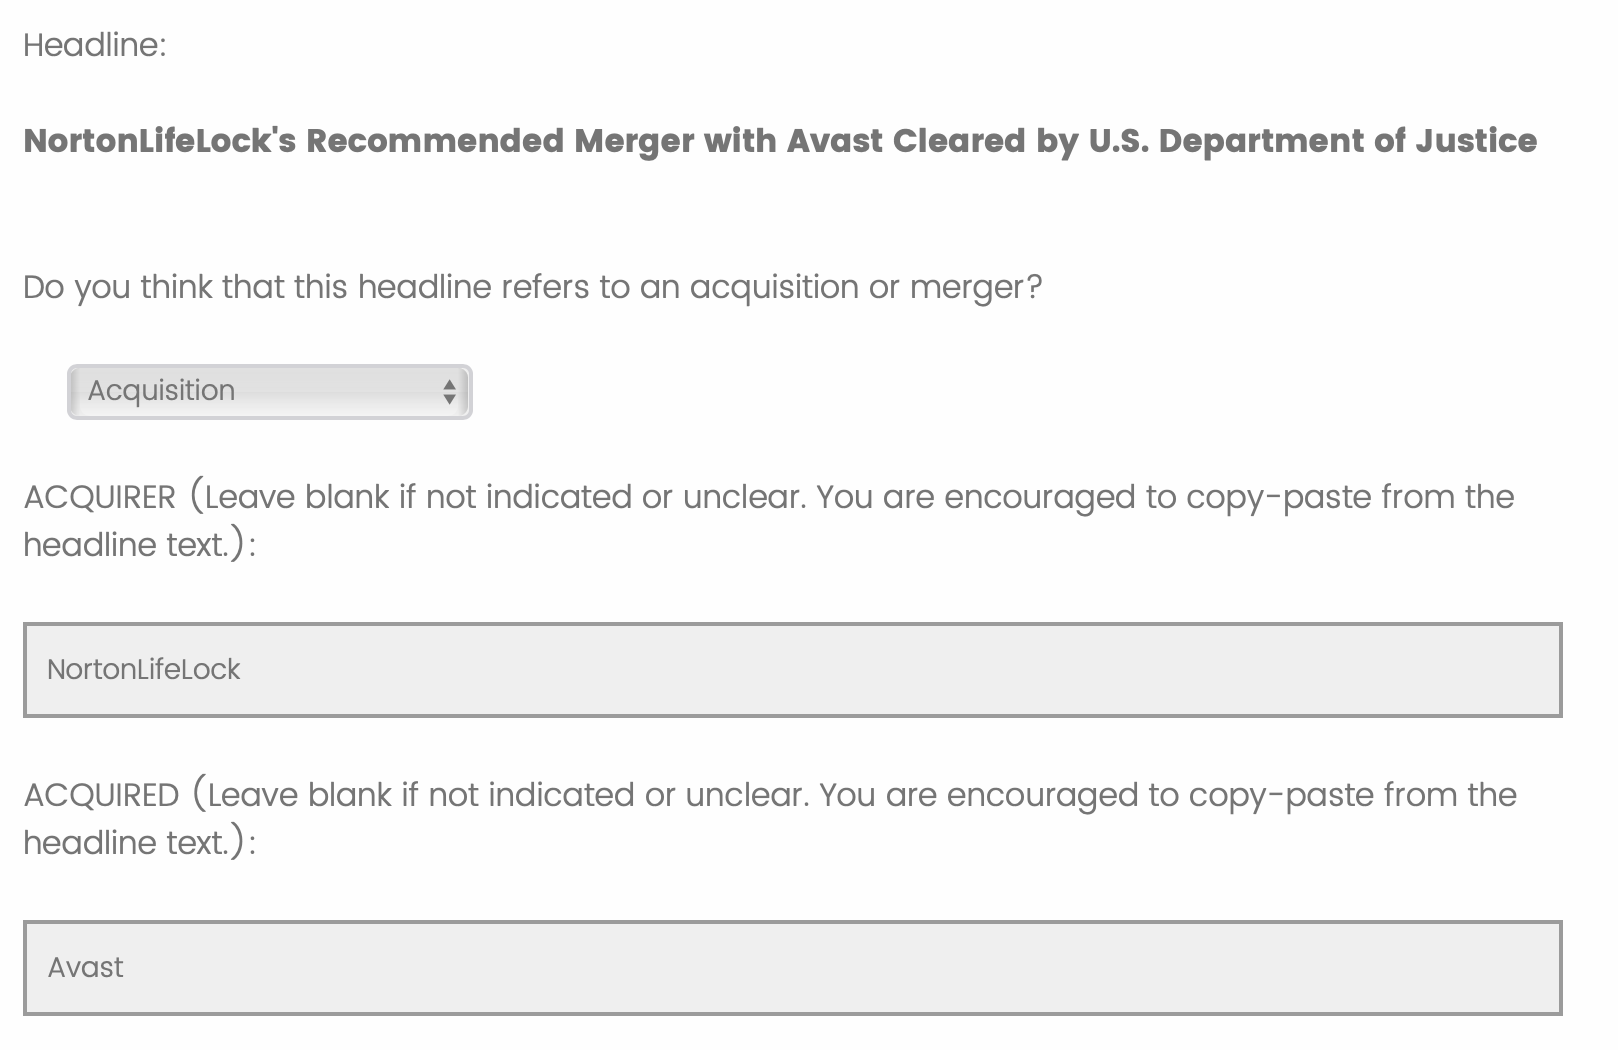 Headline:
NortonLifeLock's Recommended Merger with Avast Cleared by U.S. Department of Justice
Do you think that this headline refers to an acquisition or merger?
Acquisition
ACQUIRER (Leave blank if not indicated or unclear. You are encouraged to copy-paste from the
headline text.):
NortonLifeLock
ACQUIRED (Leave blank if not indicated or unclear. You are encouraged to copy-paste from the
headline text.):
Avast